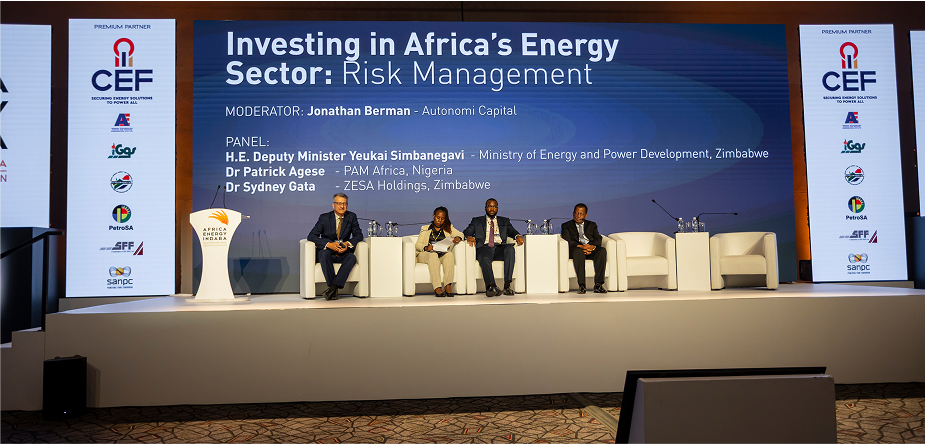 Investing in Africa's Energy
Sector: Risk Management
MODERATOR: Jonathan Berman - Autonomi Capital
PANEL:
H.E. Deputy Minister Yeukai Simbanegavi - Ministry of Energy and Power Development, Zimbabwe
Dr Patrick Agese - PAM Africa, Nigeria
Dr Sydney Gata - ZESA Holdings, Zimbabwe
PREMIUM PARTNER
CEF
SECURING ENERGY SOLUTIONS
TO POWER ALL
iGas
PetroSA
SFF
sanpc
AFRICA
ENERGY
INDABA
PREMIUM PARTNER
CEF
SECURING ENERGY SOLUTIONS
TO POWER ALL
iGas
PetroSA
SFF
sanpc